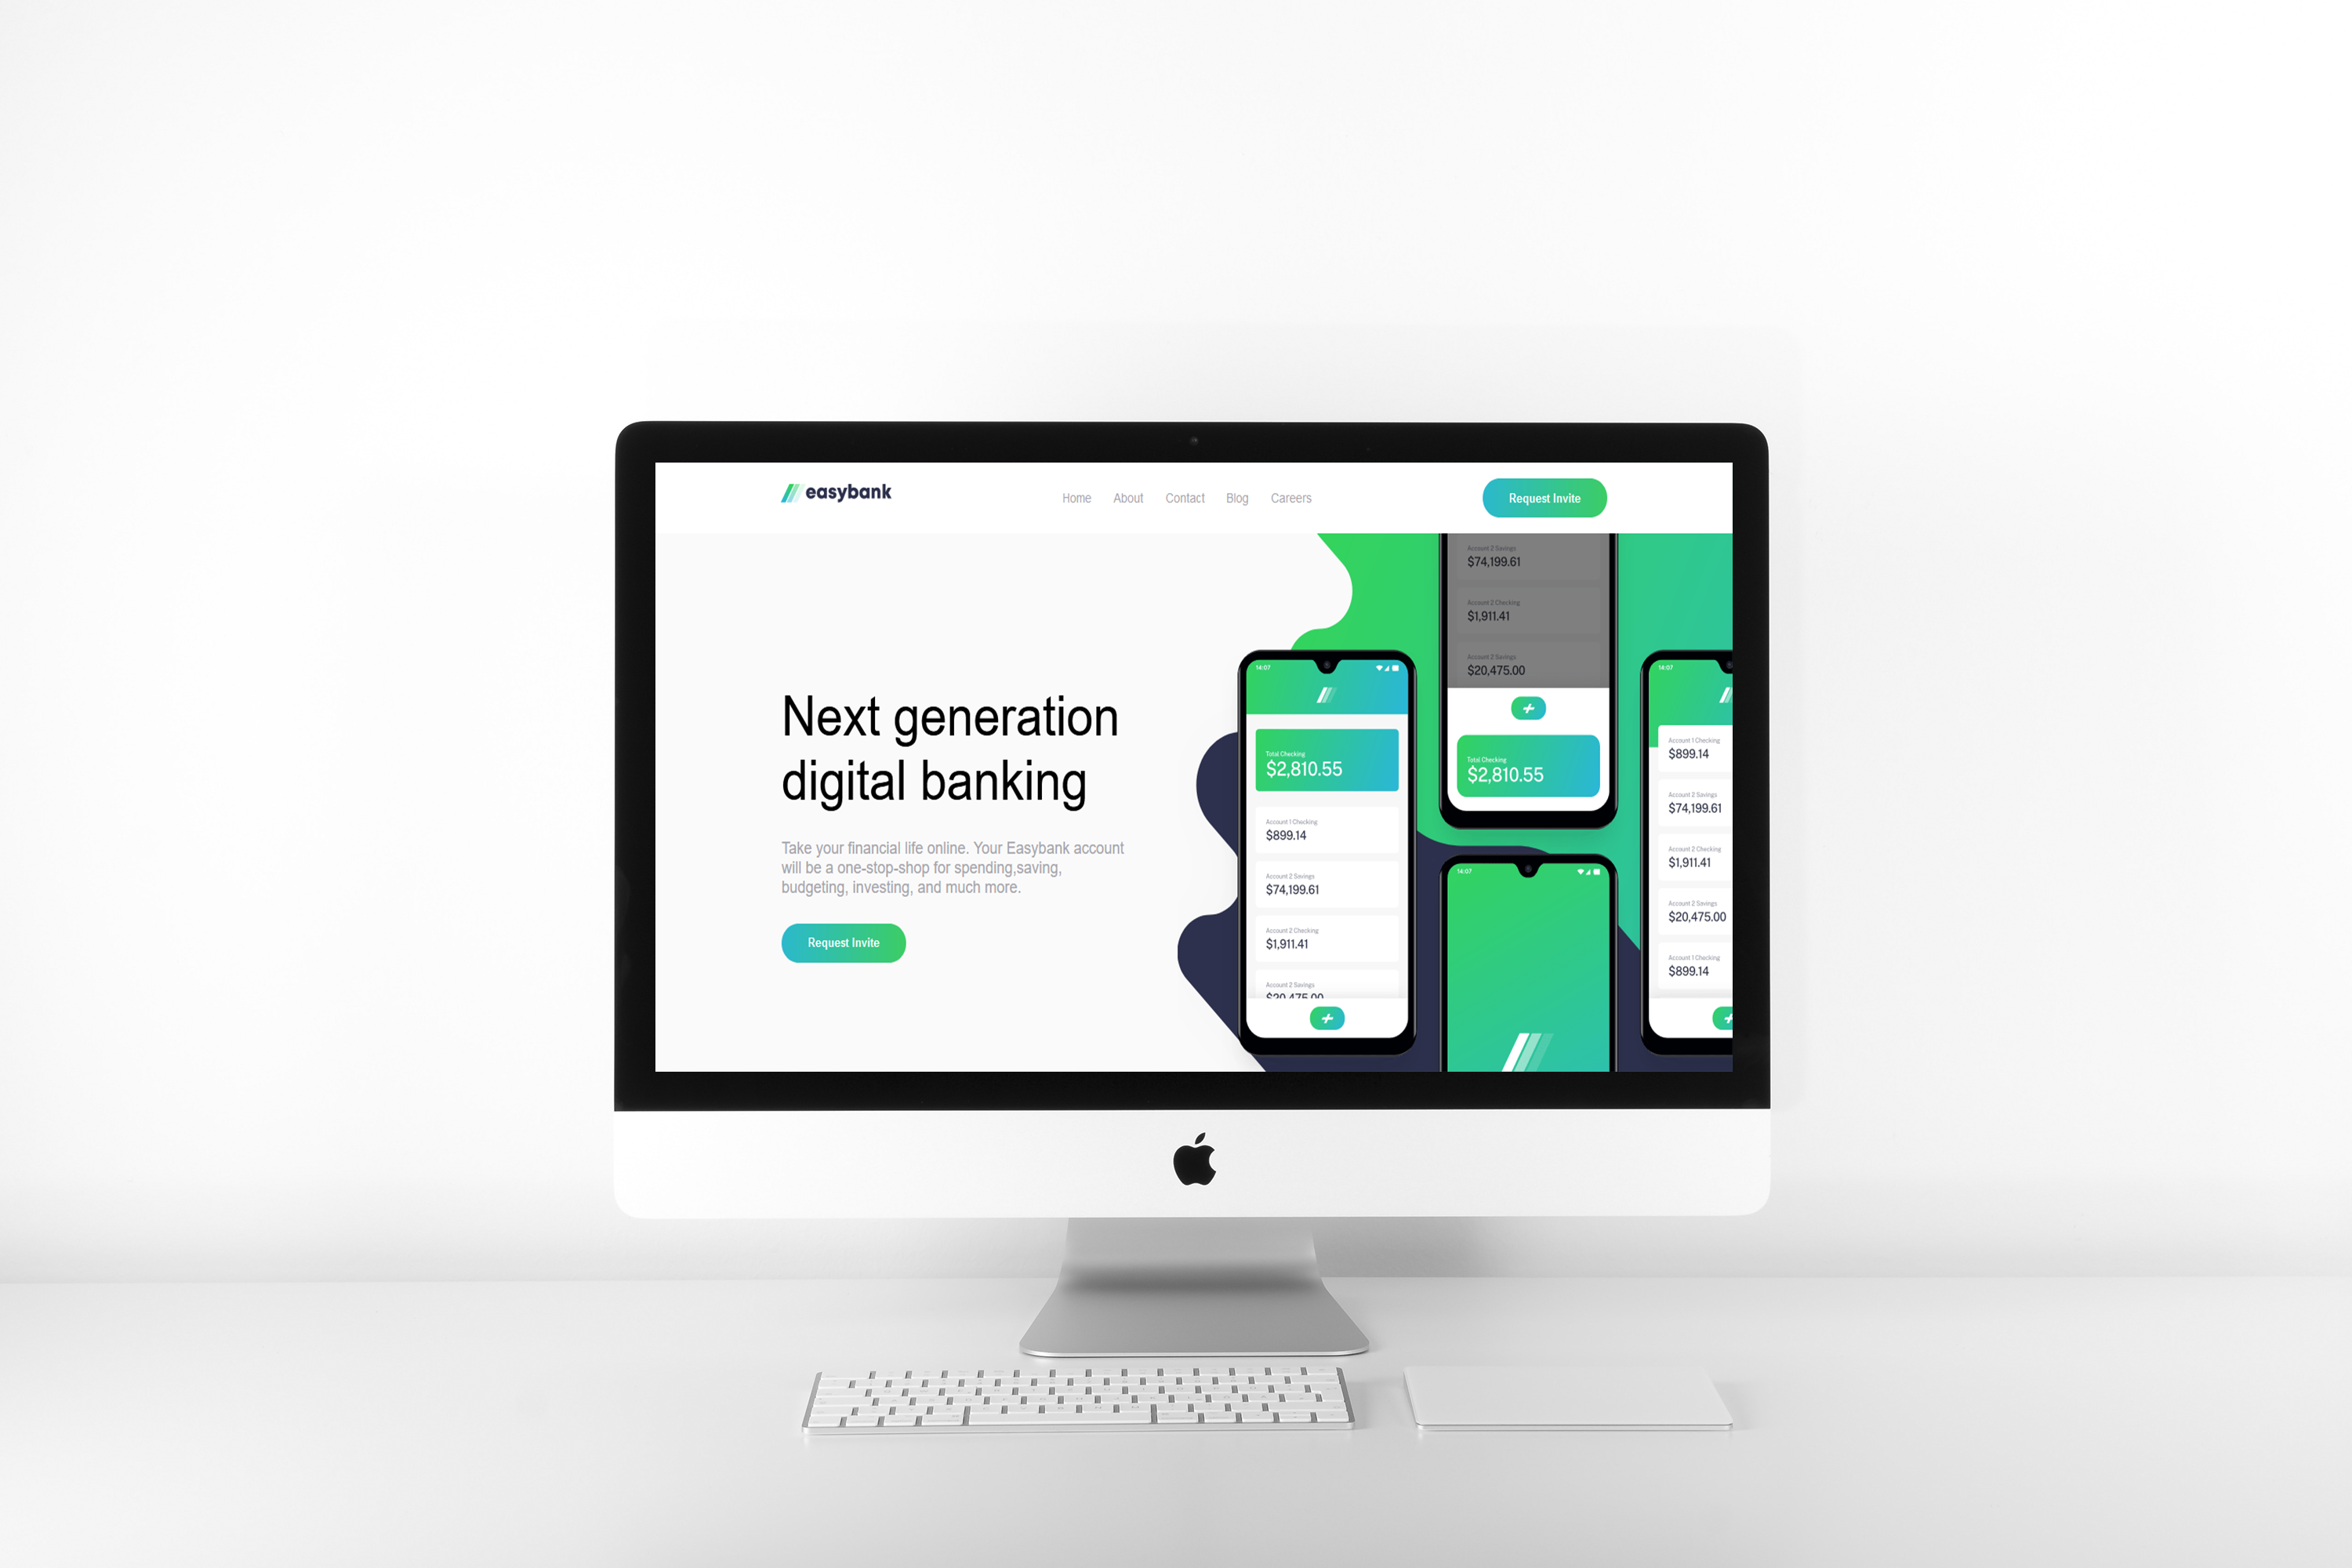 easybank
Home About Contact Blog Careers
Request Invite
Next generation
digital banking
Take your financial life online. Your Easybank account
will be a one-stop-shop for spending,saving,
budgeting, investing, and much more.
Request Invite
14:07
Total Checking
$2,810.55
Account 1 Checking
$899.14
Account 2 Savings
$74,199.61
Account 2 Checking
$1,911.41
Account 2 Savings
$20,475.00
Account 2 Savings
$74,199.61
Account 2 Checking
$1,911.41
Account 2 Savings
$20,475.00
Total Checking
$2,810.55
14:07
14:07
Account 1 Checking
$899.14
Account 2 Savings
$74,199.61
Account 2 Checking
$1,911.41
Account 2 Savings
$20,475.00
Account 1 Checking
$899.14